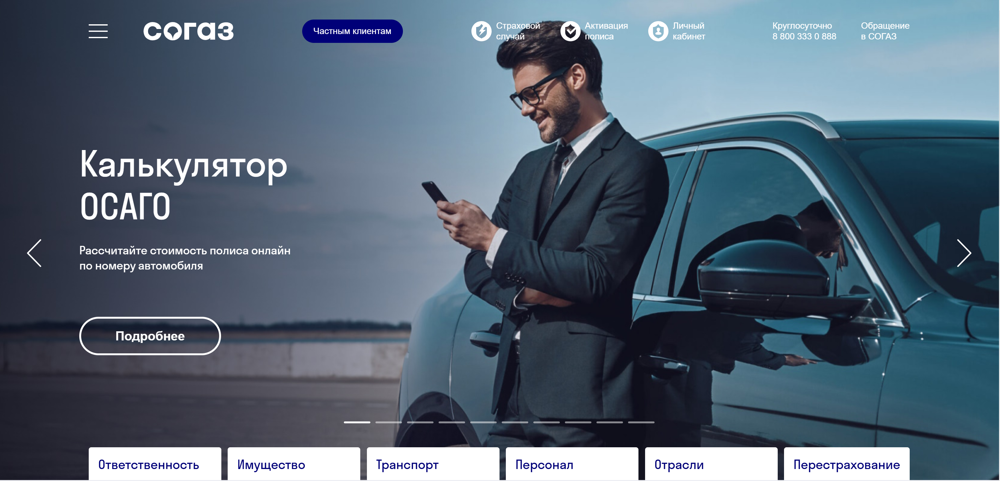 согаз
Частным клиентам
Страховой
случай
Активация
полиса
Личный
кабинет
Круглосуточно
8 800 333 0 888
Обращение
в СОГАЗ
Калькулятор
ОСАГО
Рассчитайте стоимость полиса онлайн
по номеру автомобиля
Подробнее
Ответственность
Имущество
Транспорт
Персонал
Отрасли
Перестрахование